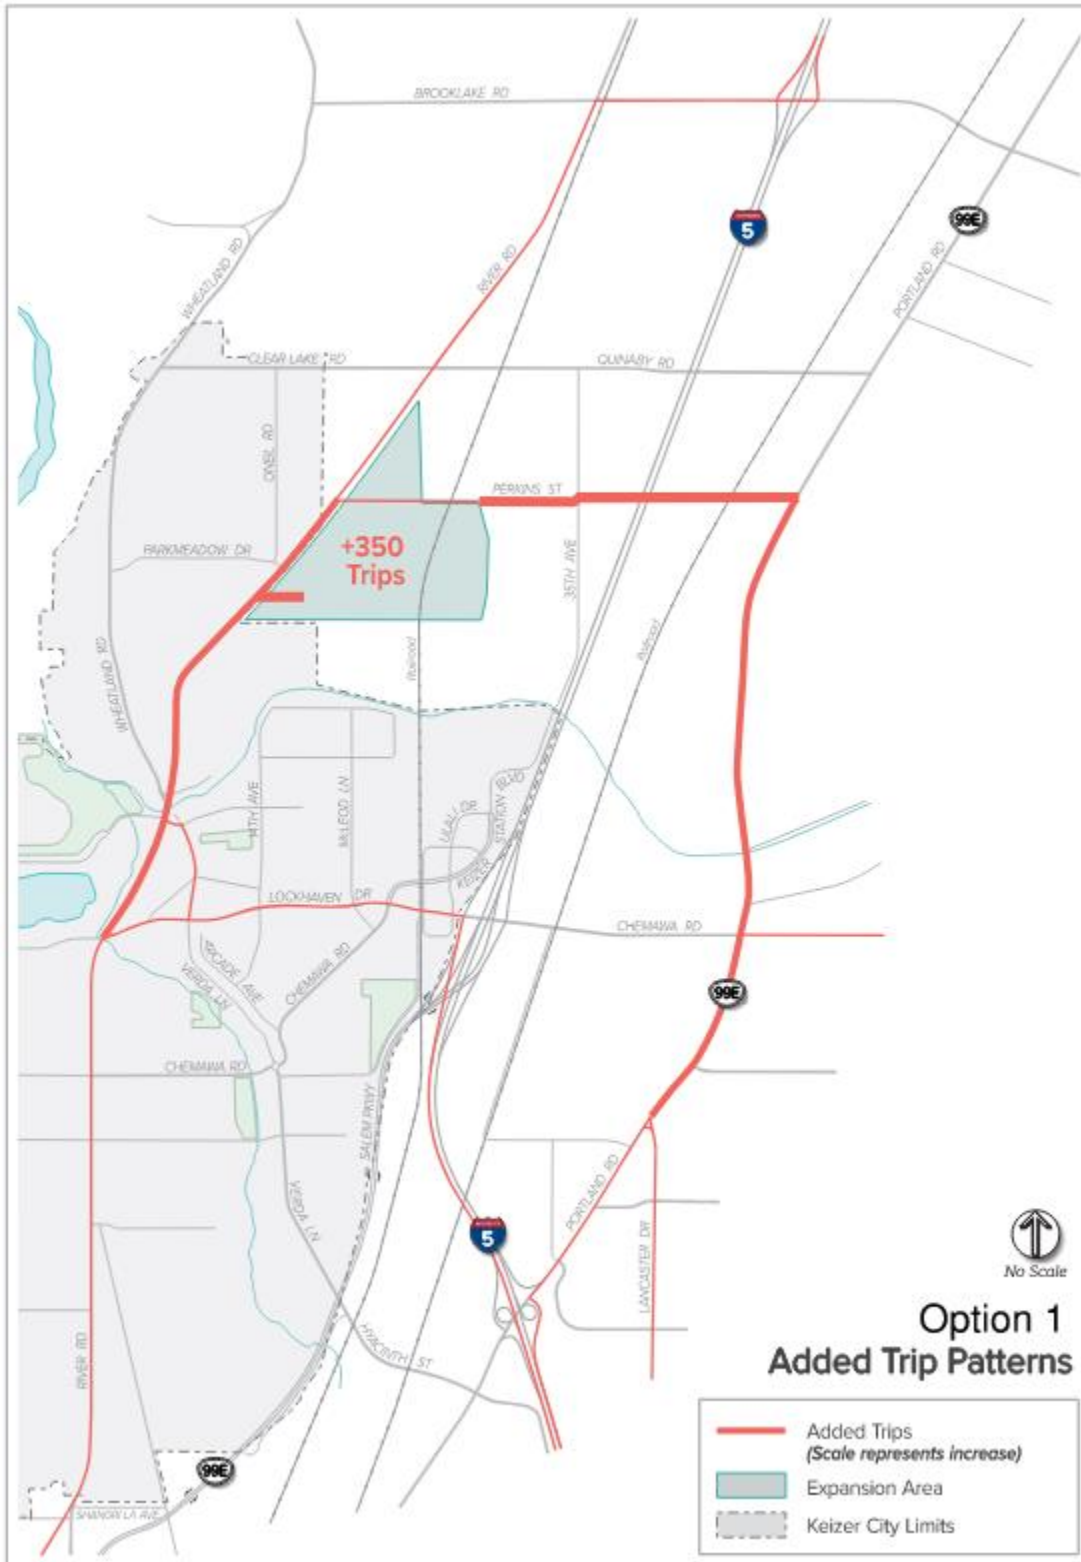 BROOKLAKE RD
5
99E
RIVER RD
WHEATLAND RD
PORTLAND RD
CLEAR LAKE RD
QUINABY RD
ONEIL RD
PERKINS ST
PARKMEADOW DR
+350
Trips
35TH AVE
Railroad
Railroad
WHEATLAND RD
14TH AVE
McLEOD LN
ULALI DR
KEIZER STATION BLVD
LOCKHAVEN DR
CHEMAWA RD
ARCADE AVE
VERDA LN
CHEMAWA RD
99E
CHEMAWA RD
SALEM PKWY
VERDA LN
PORTLAND RD
LANCASTER DR
5
No Scale
Option 1
Added Trip Patterns
RIVER RD
HYACINTH ST
99E
SHANGRI LA AVE
Added Trips
(Scale represents increase)
Expansion Area
Keizer City Limits